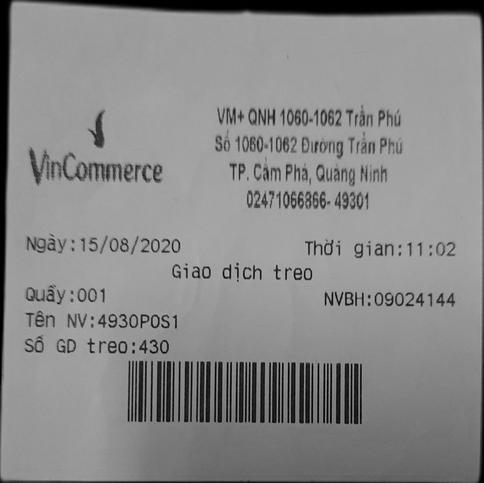 VinCommerce
VM+ QNH 1060-1062 Trần Phú
Số 1060-1062 Đường Trần Phú
TP. Cẩm Phả, Quảng Ninh
02471066866- 49301
Ngày:15/08/2020 Thời gian:11:02
Giao dịch treo
Quầy:001 NVBH:09024144
Tên NV:4930POS1
Số GD treo:430